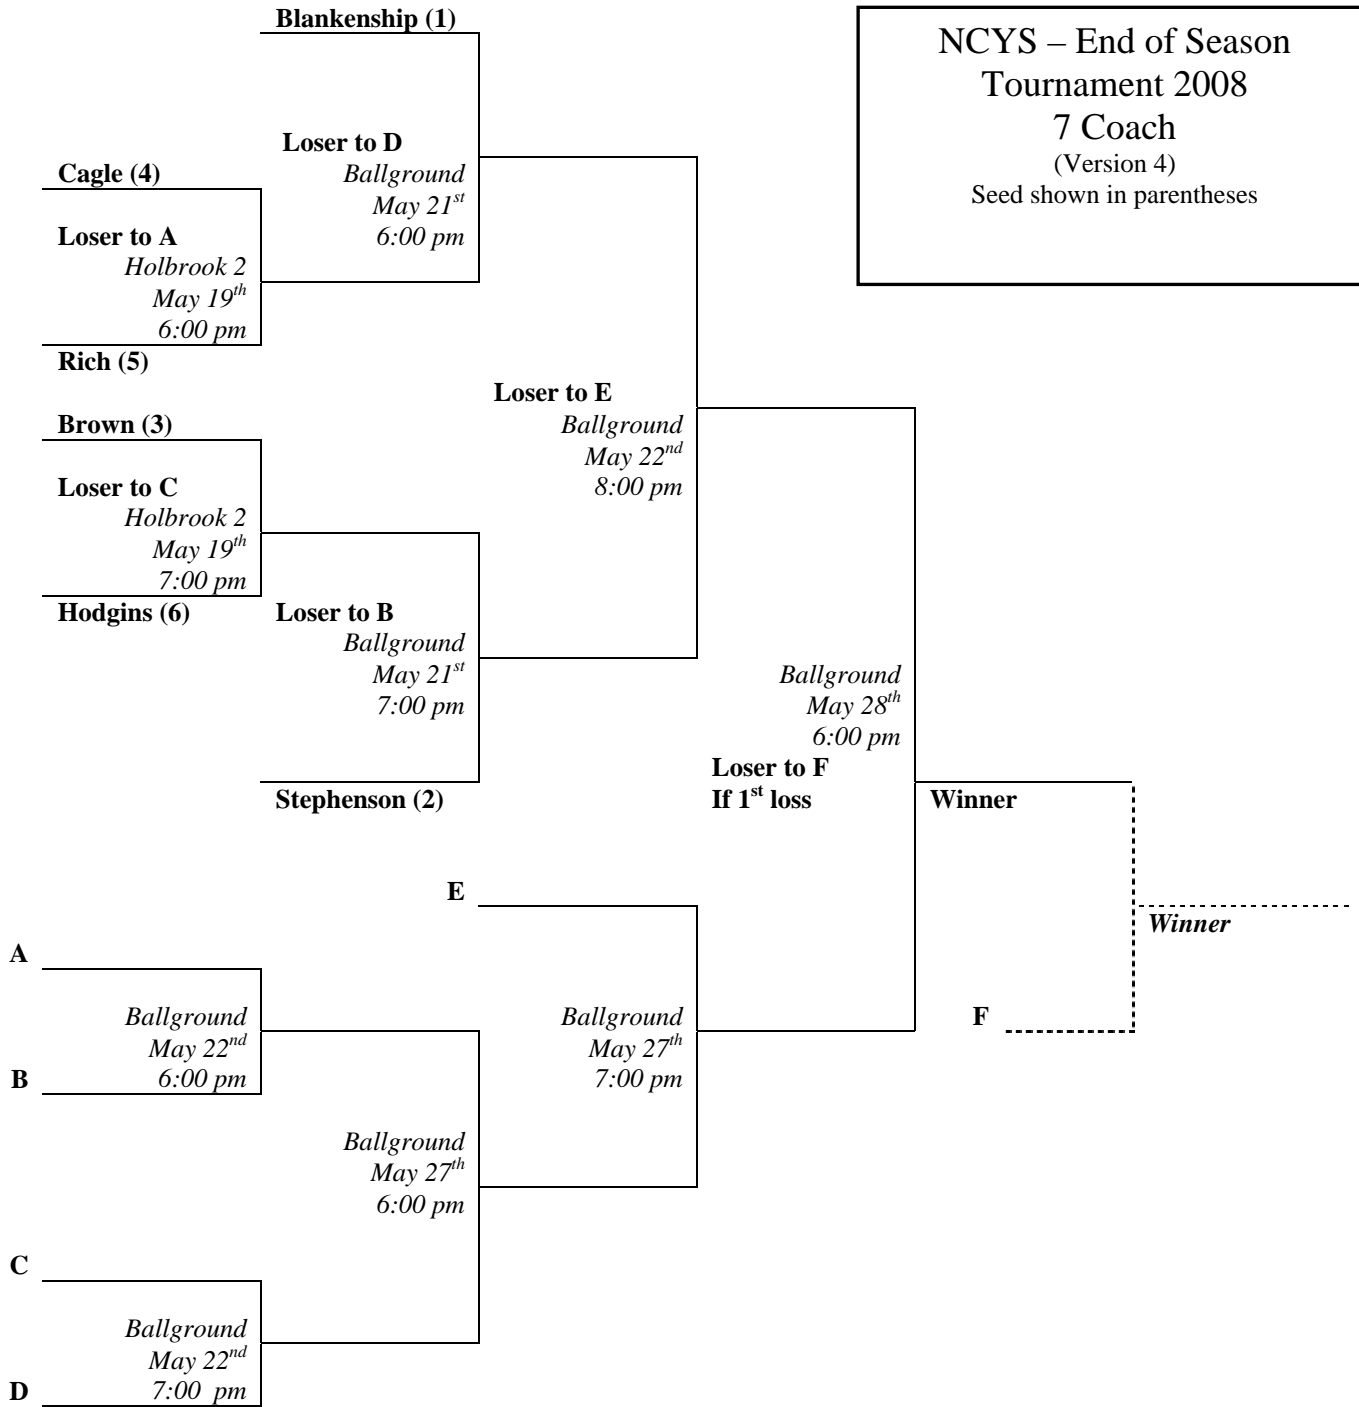 Blankenship (1)
NCYS – End of Season
Tournament 2008
7 Coach
(Version 4)
Seed shown in parentheses
Loser to D
Ballground
May 21st
6:00 pm
Cagle (4)
Loser to A
Holbrook 2
May 19th
6:00 pm
Rich (5)
Loser to E
Ballground
May 22nd
8:00 pm
Brown (3)
Loser to C
Holbrook 2
May 19th
7:00 pm
Hodgins (6)
Loser to B
Ballground
May 21st
7:00 pm
Stephenson (2)
Ballground
May 28th
6:00 pm
Loser to F
If 1st loss
Winner
E
Winner
A
Ballground
May 22nd
6:00 pm
B
Ballground
May 27th
7:00 pm
F
Ballground
May 27th
6:00 pm
C
Ballground
May 22nd
7:00 pm
D